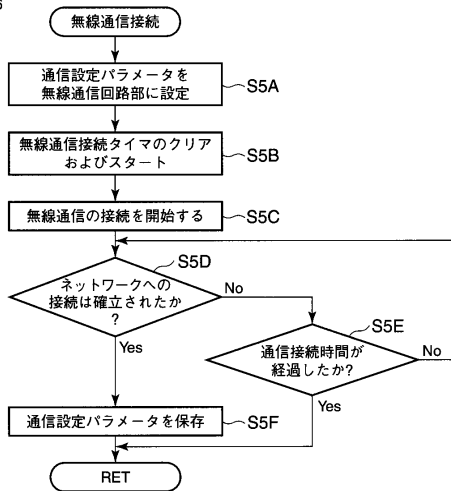 6
無線通信接続
通信設定パラメータを
無線通信回路部に設定
S5A
無線通信接続タイマのクリア
およびスタート
S5B
無線通信の接続を開始する
S5C
S5D
ネットワークへの
接続は確立されたか
?
No
Yes
S5E
通信接続時間が
経過したか?
No
Yes
通信設定パラメータを保存
S5F
RET